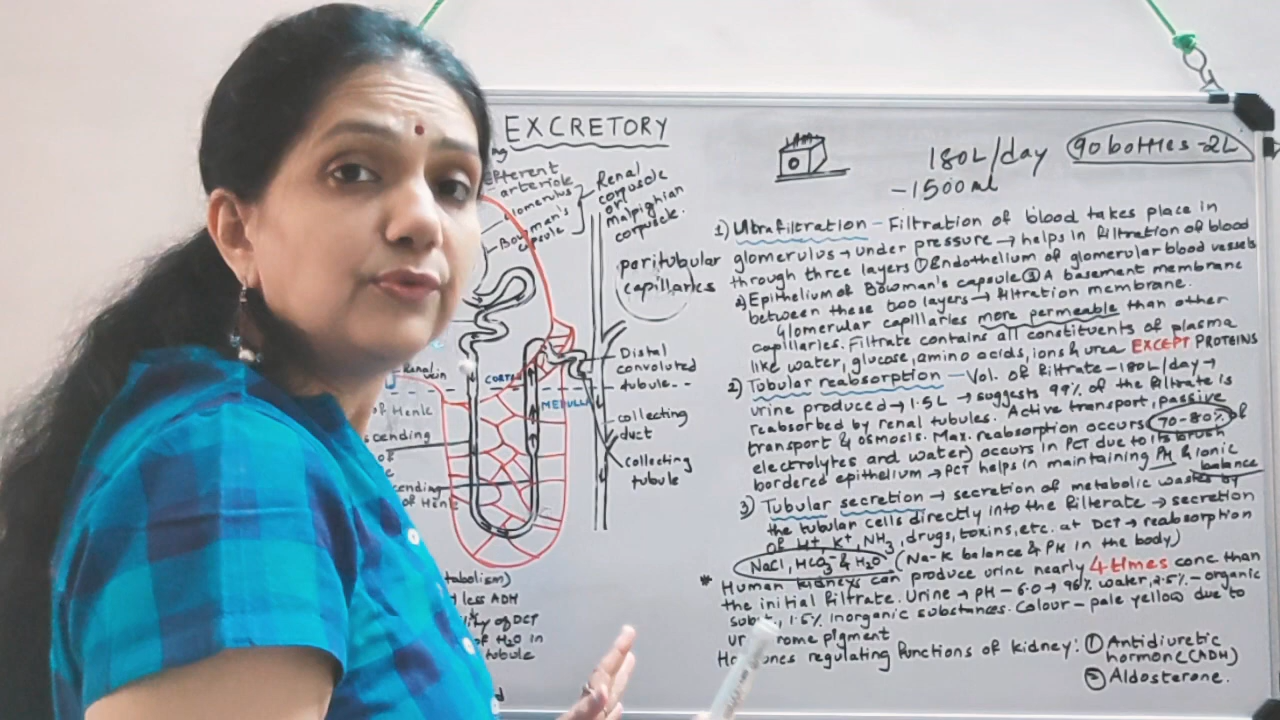 EXCRETORY
Efferent
arteriole
Glomerulus
Bowman's
capsule
Renal
corpuscle
or
malpighian
corpuscle.
peritubular
capillaries
Renal
vein
CORTEX
MEDULLA
Distal
convoluted
tubule--
collecting
duct
collecting
tubule
of Henle
of
of Henle
less ADM
of DCT
of H2O in
tubule
180L/day
90 bottles -2L
-1500ml
1) Ultrafiltration - Filtration of blood takes place in
glomerulus → under pressure → helps in filtration of blood
through three layers ① Endothelium of glomerular blood vessels
2) Epithelium of Bowman's capsule ③ A basement membrane
between these two layers → filtration membrane.
Glomerular capillaries more permeable than other
capillaries. Filtrate contains all constituents of plasma
like water, glucose, amino acids, ions & urea EXCEPT PROTEINS
2) Tubular reabsorption - Vol. of filtrate - 180L/day →
urine produced → 1.5L → suggests 99% of the filtrate is
reabsorbed by renal tubules. Active transport, passive
transport & osmosis. Max. reabsorption occurs (70-80% of
electrolytes and water) occurs in PCT due to its brush
bordered epithelium → PCT helps in maintaining PH & ionic
balance
3) Tubular secretion → secretion of metabolic wastes by
the tubular cells directly into the filterate → secretion
of H+, K+, NH3, drugs, toxins, etc. at DCT → reabsorption
NaCl, HCO3- & H2O (Na-K balance & PH in the body)
* Human kidneys can produce urine nearly 4 times conc than
the initial filtrate. Urine → PH - 6.0 → 96% water, 2.5% - organic
1.5% inorganic substances. Colour - pale yellow due to
pigment
regulating functions of kidney: ① Antidiuretic
hormone (ADH)
② Aldosterone.